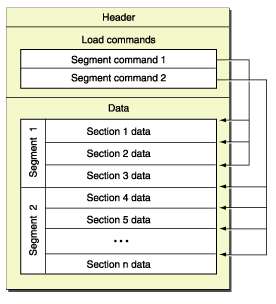 Header
Load commands
Segment command 1
Segment command 2
Data
Segment 1
Section 1 data
Section 2 data
Section 3 data
Segment 2
Section 4 data
Section 5 data
...
Section n data